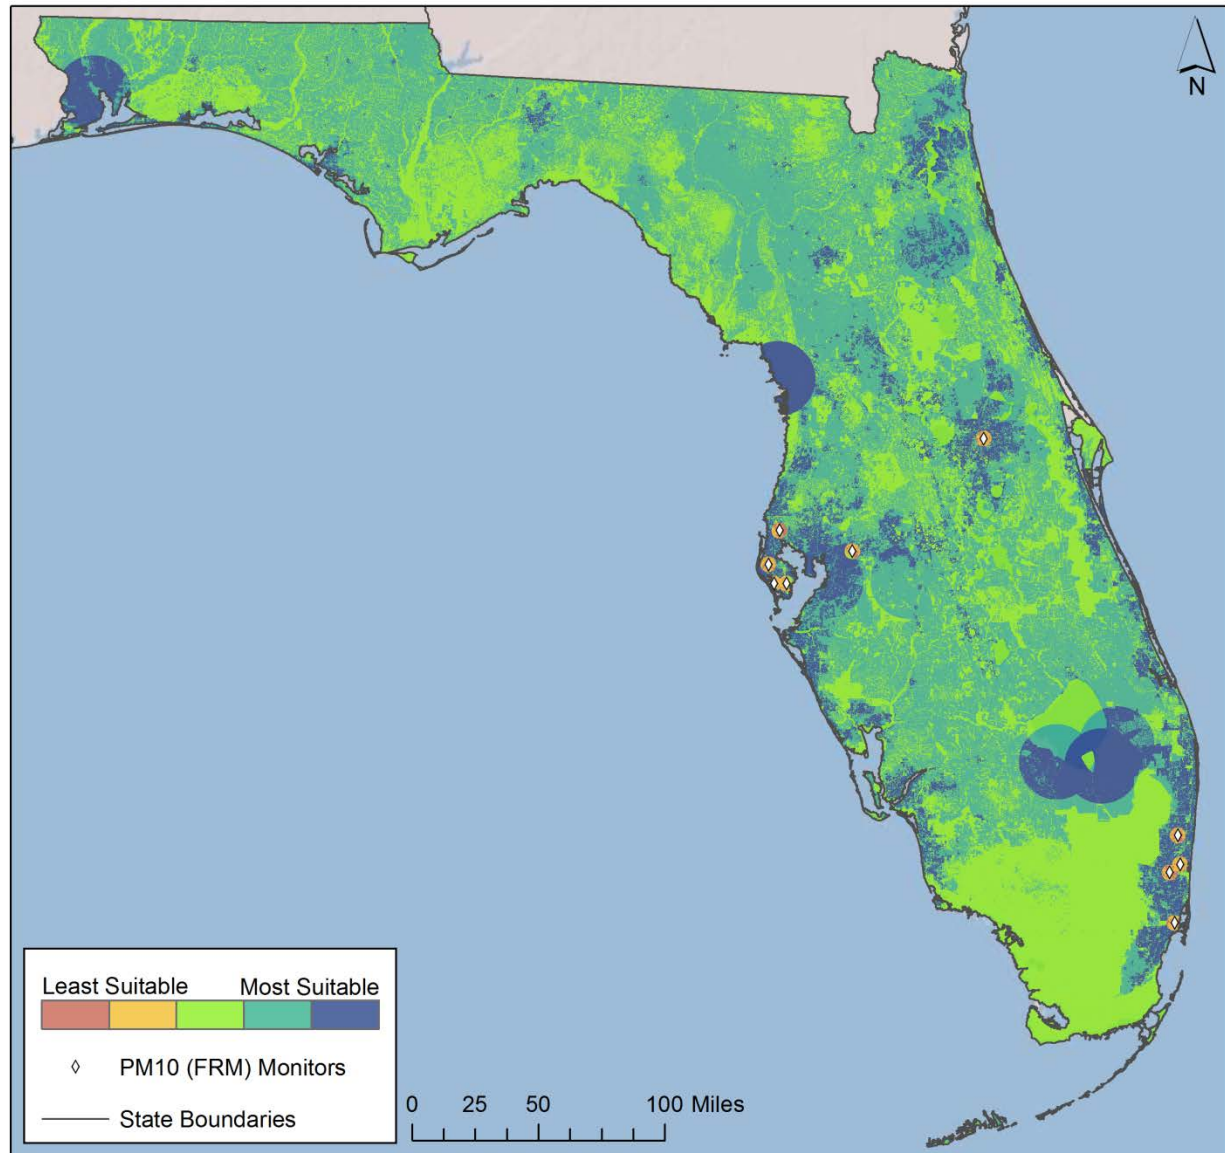 N
Least Suitable Most Suitable
PM10 (FRM) Monitors
State Boundaries
0 25 50 100 Miles